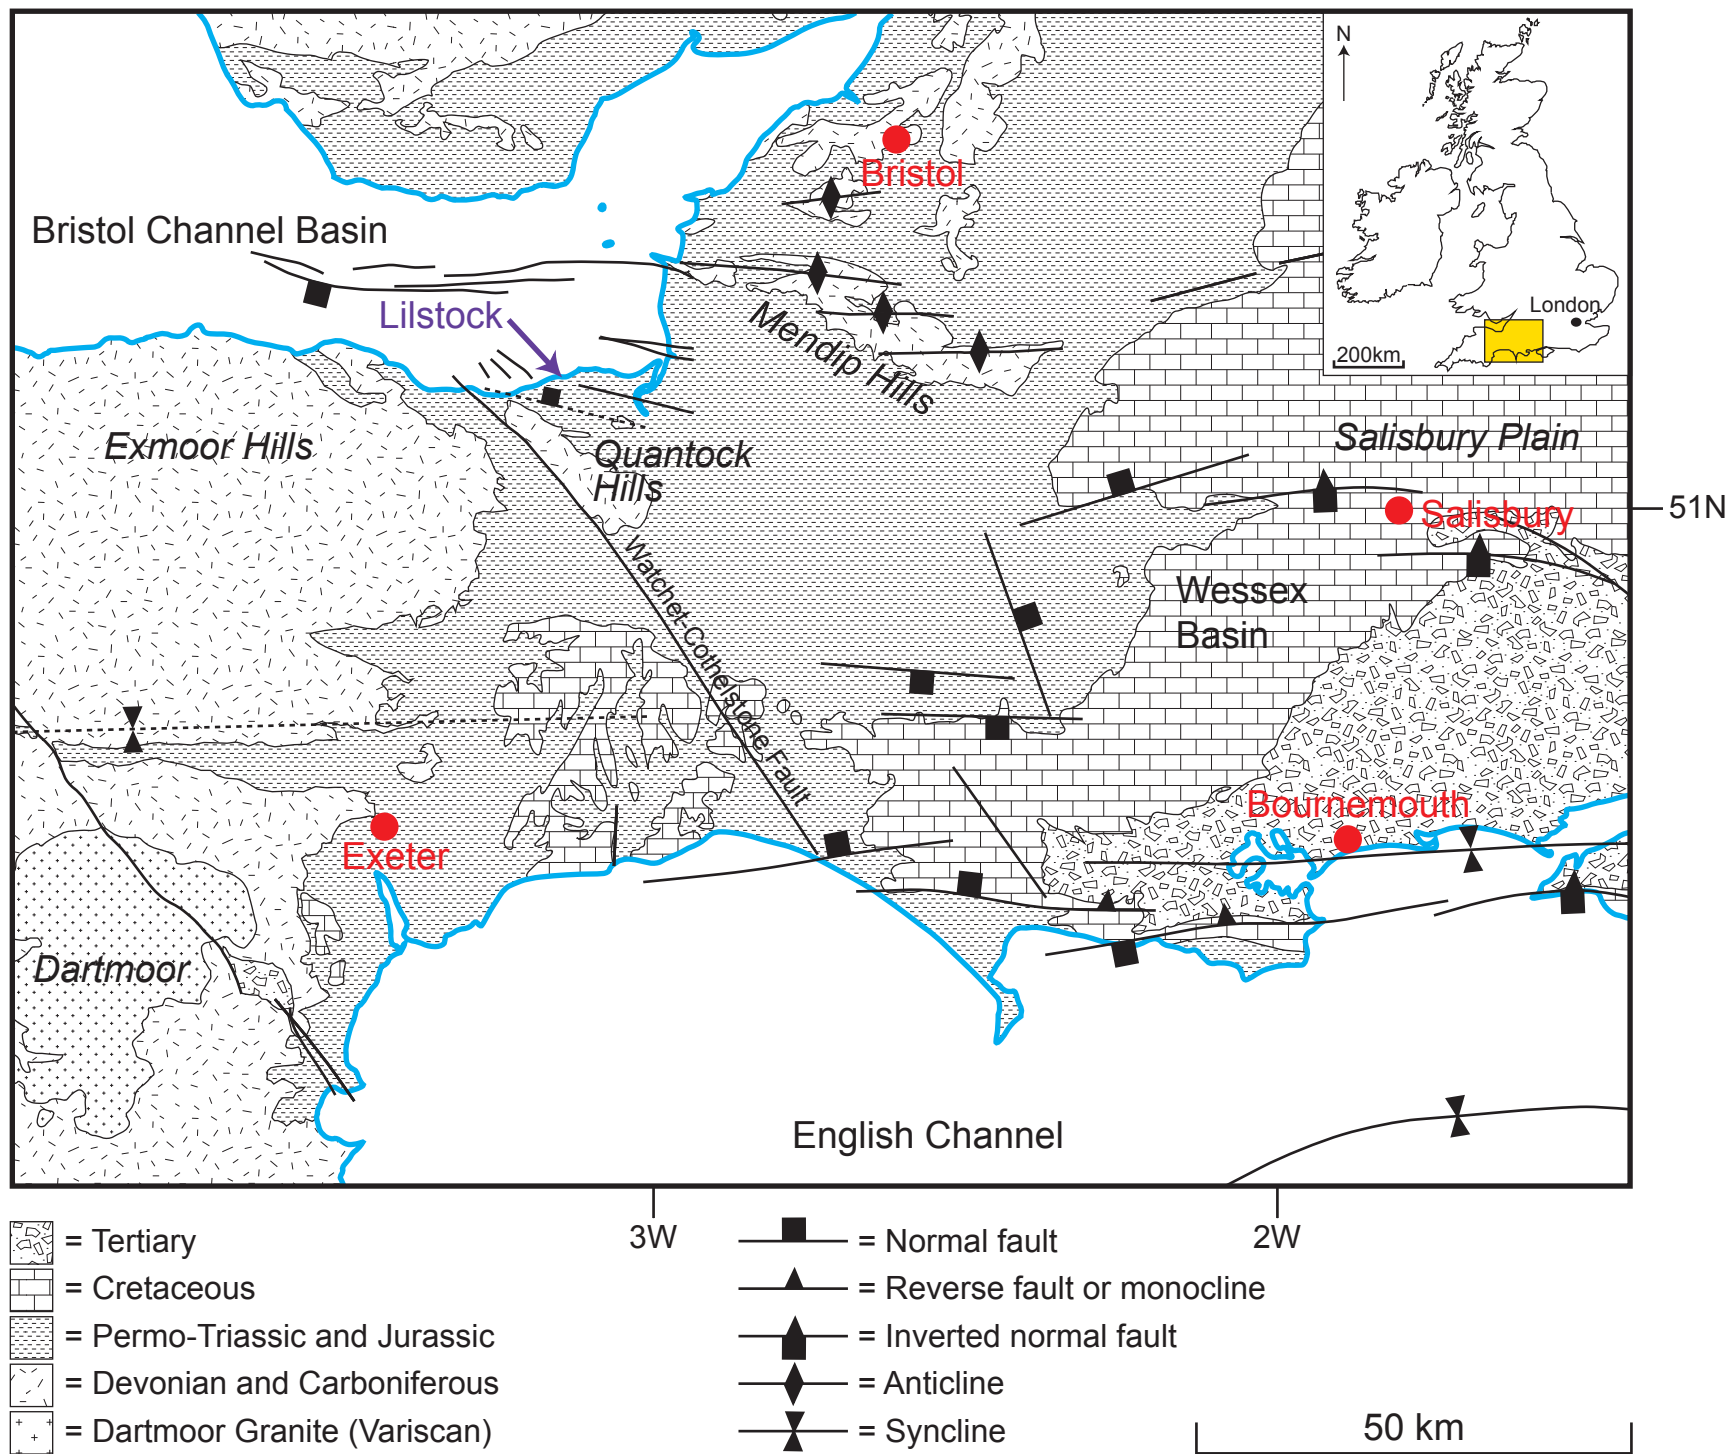 N
Bristol
Bristol Channel Basin
London
Lilstock
200km
Mendip Hills
Exmoor Hills
Quantock
Hills
Salisbury Plain
51N
Salisbury
Watchet-Cothelstone Fault
Wessex
Basin
Bournemouth
Exeter
Dartmoor
English Channel
3W
2W
= Tertiary
= Cretaceous
= Permo-Triassic and Jurassic
= Devonian and Carboniferous
= Dartmoor Granite (Variscan)
= Normal fault
= Reverse fault or monocline
= Inverted normal fault
= Anticline
= Syncline
50 km